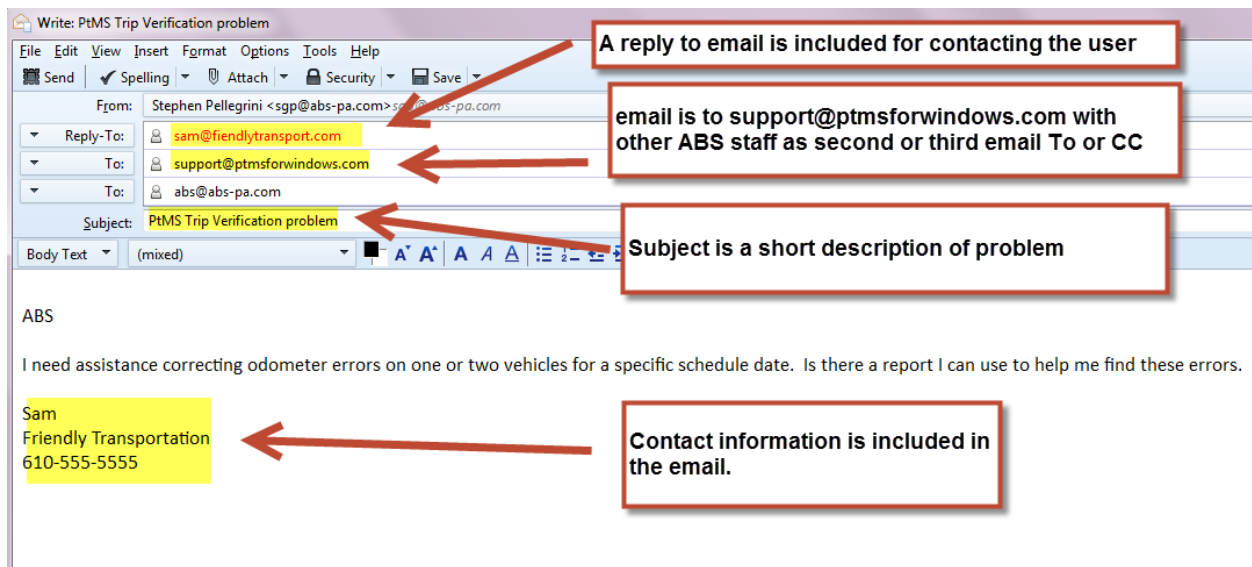 Write: PtMS Trip Verification problem
File Edit View Insert Format Options Tools Help
Send Spelling Attach Security Save
From: Stephen Pellegrini <sgp@abs-pa.com>
Reply-To: sam@fiendlytransport.com
To: support@ptmsforwindows.com
To: abs@abs-pa.com
Subject: PtMS Trip Verification problem
Body Text (mixed)
A reply to email is included for contacting the user
email is to support@ptmsforwindows.com with
other ABS staff as second or third email To or CC
Subject is a short description of problem
ABS
I need assistance correcting odometer errors on one or two vehicles for a specific schedule date. Is there a report I can use to help me find these errors.
Sam
Friendly Transportation
610-555-5555
Contact information is included in
the email.